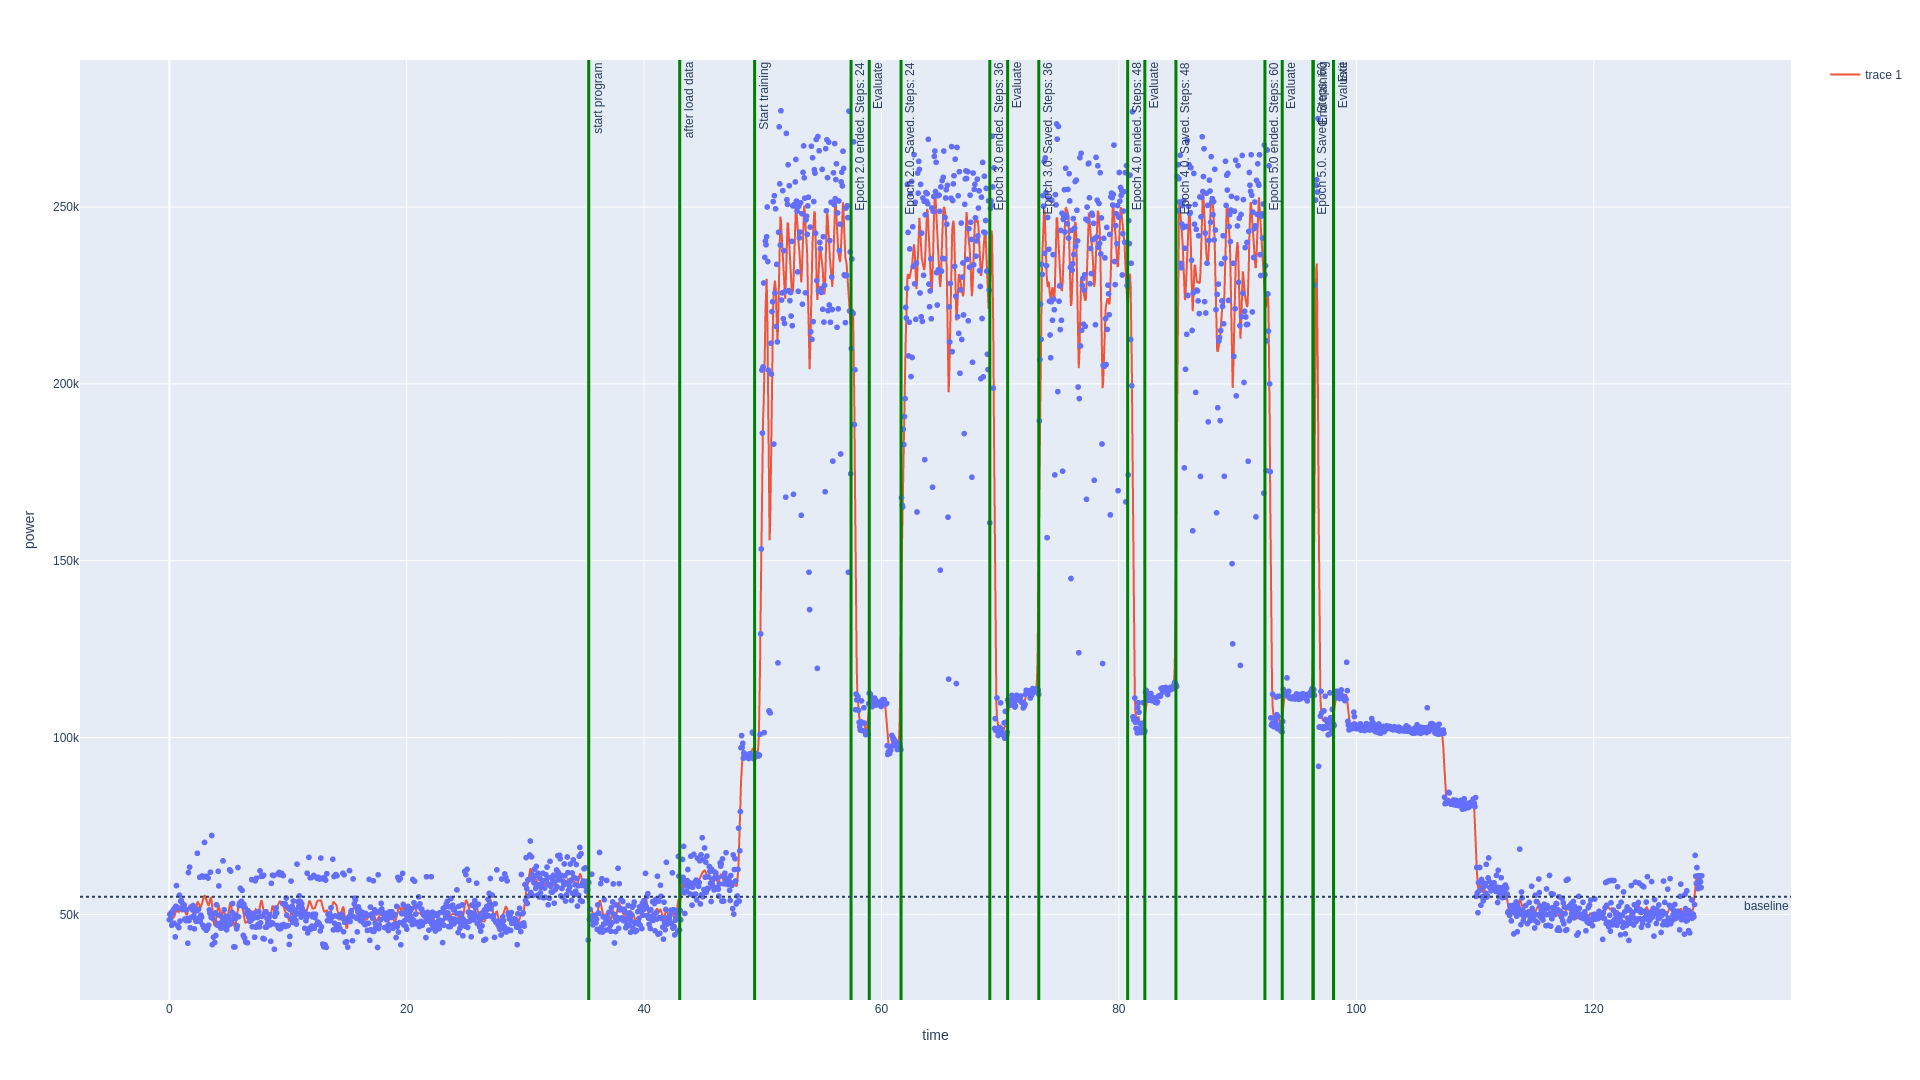 trace 1
start program
after load data
Start training
Epoch 2.0 ended. Steps: 24
Evaluate
Epoch 2.0. Saved. Steps: 24
Epoch 3.0 ended. Steps: 36
Evaluate
Epoch 3.0. Saved. Steps: 36
Epoch 4.0 ended. Steps: 48
Evaluate
Epoch 4.0. Saved. Steps: 48
Epoch 5.0 ended. Steps: 60
Evaluate
Epoch 5.0. Saved. Steps: 60
Evaluate
250k
200k
150k
100k
50k
power
baseline
0
20
40
60
80
100
120
time